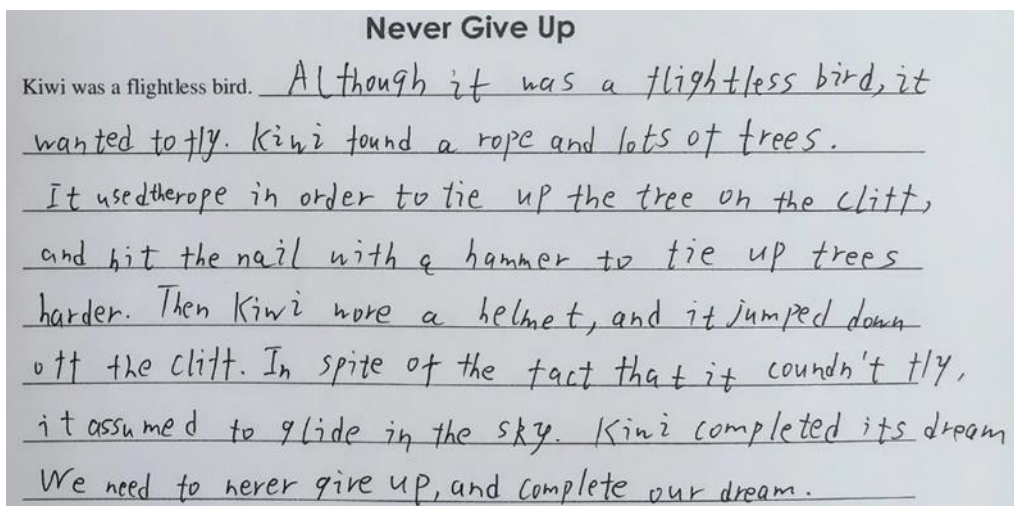 Never Give Up
Kiwi was a flightless bird. Although it was a flightless bird, it
wanted to fly. Kiwi found a rope and lots of trees.
It used the rope in order to tie up the tree on the cliff,
and hit the nail with a hammer to tie up trees
harder. Then Kiwi wore a helmet, and it jumped down
off the cliff. In spite of the fact that it coundn't fly,
it assumed to glide in the sky. Kiwi completed its dream
We need to never give up, and complete our dream.